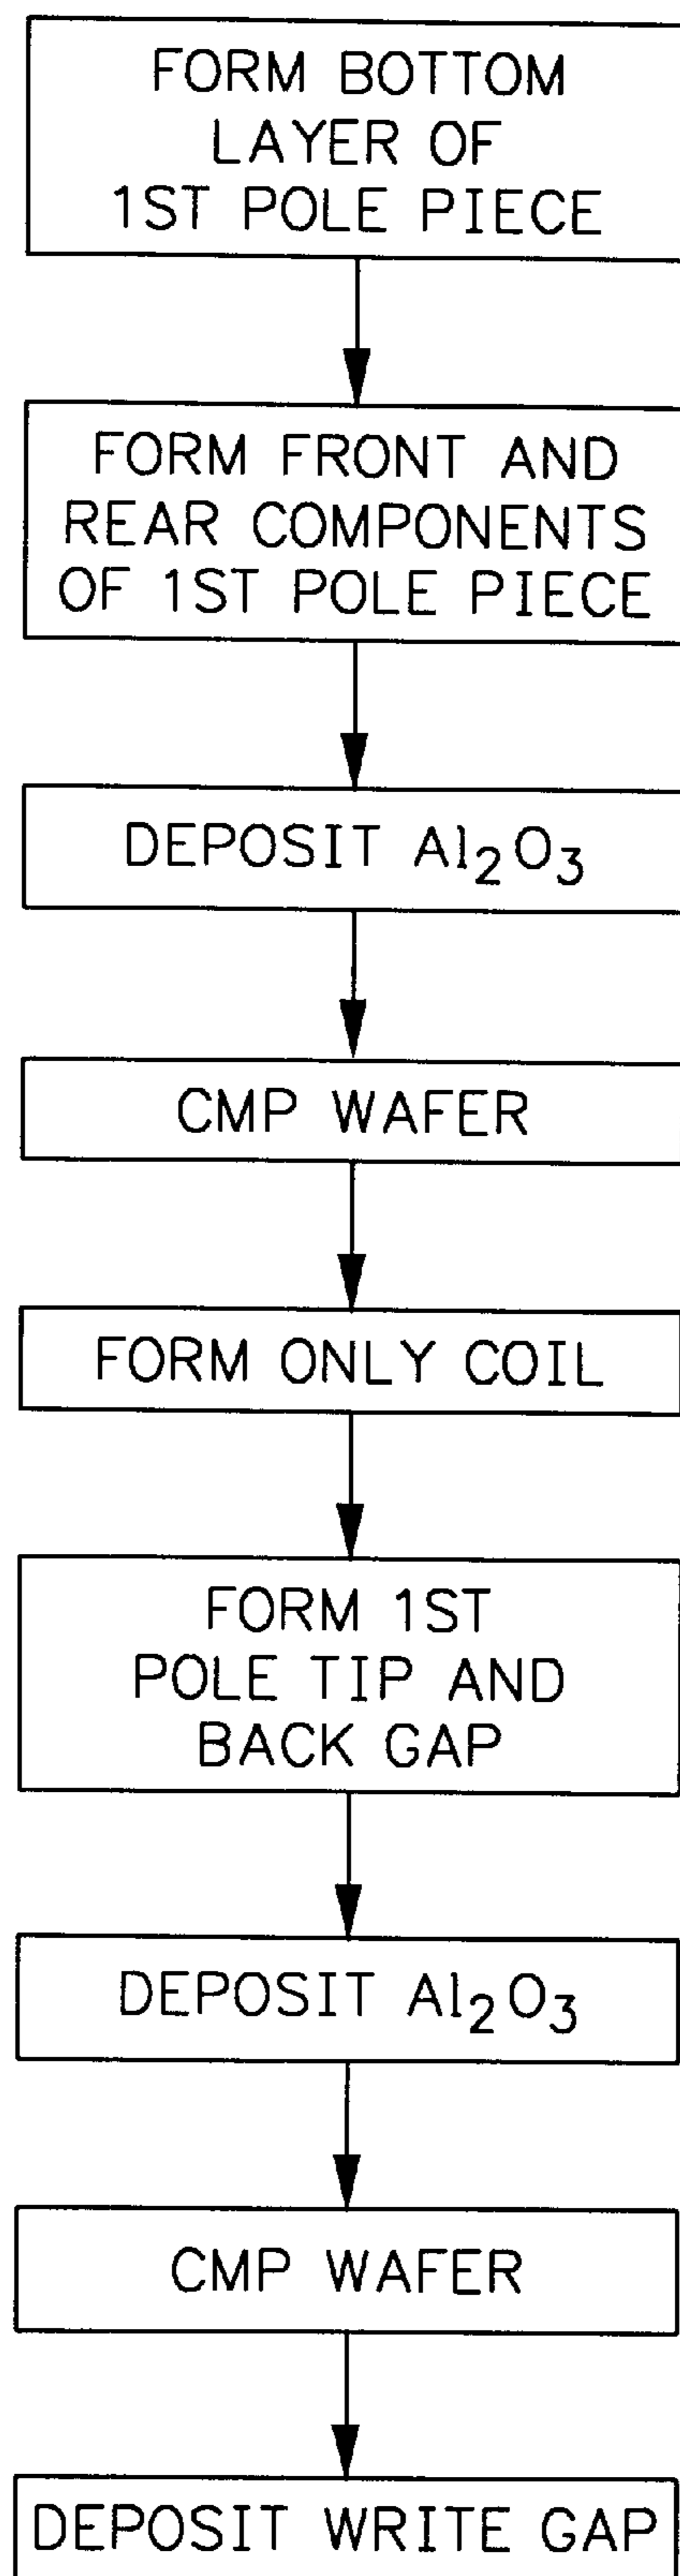 FORM BOTTOM
LAYER OF
1ST POLE PIECE
FORM FRONT AND
REAR COMPONENTS
OF 1ST POLE PIECE
DEPOSIT Al₂O₃
CMP WAFER
FORM ONLY COIL
FORM 1ST
POLE TIP AND
BACK GAP
DEPOSIT Al₂O₃
CMP WAFER
DEPOSIT WRITE GAP